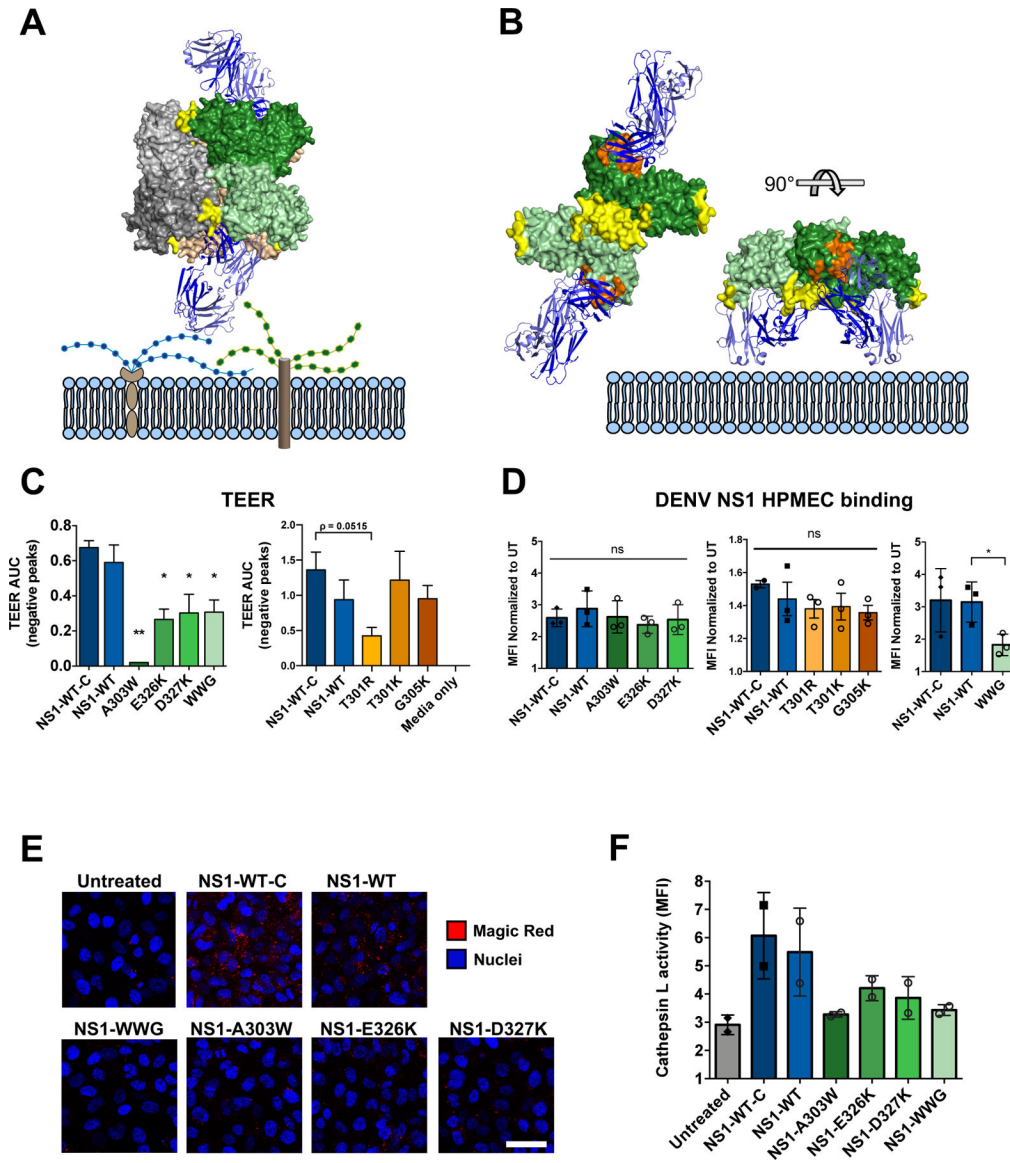 A
B
90°
C
TEER
TEER AUC
(negative peaks)
0.8
0.6
0.4
0.2
0.0
**
*
*
*
NS1-WT-C
NS1-WT
A303W
E326K
D327K
WWG
TEER AUC
(negative peaks)
2.0
1.5
1.0
0.5
0.0
ρ = 0.0515
NS1-WT-C
NS1-WT
T301R
T301K
G305K
Media only
D
DENV NS1 HPMEC binding
MFI Normalized to UT
5
4
3
2
1
ns
NS1-WT-C
NS1-WT
A303W
E326K
D327K
MFI Normalized to UT
1.8
1.6
1.4
1.2
1.0
ns
NS1-WT-C
NS1-WT
T301R
T301K
G305K
MFI Normalized to UT
5
4
3
2
1
*
NS1-WT-C
NS1-WT
WWG
E
Untreated
NS1-WT-C
NS1-WT
Magic Red
Nuclei
NS1-WWG
NS1-A303W
NS1-E326K
NS1-D327K
F
Cathepsin L activity (MFI)
8
7
6
5
4
3
2
1
Untreated
NS1-WT-C
NS1-WT
NS1-A303W
NS1-E326K
NS1-D327K
NS1-WWG